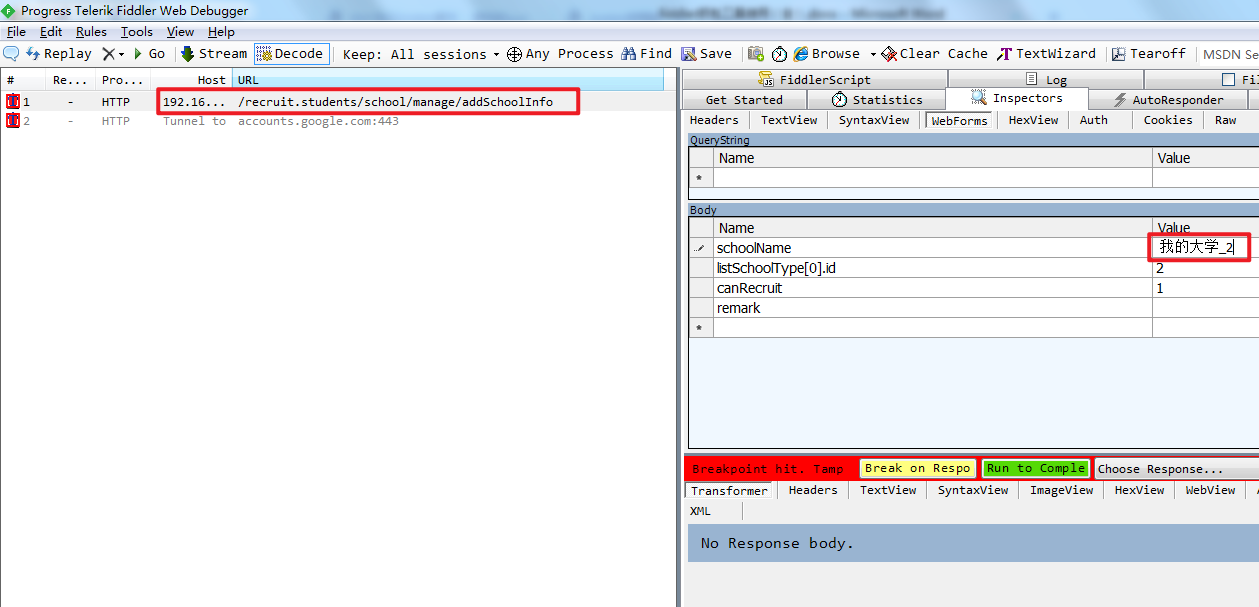 Progress Telerik Fiddler Web Debugger
File Edit Rules Tools View Help
Replay Go Stream Decode Keep: All sessions Any Process Find Save Browse Clear Cache TextWizard Tearoff MSDN Se
# Re... Pro... Host URL
1 - HTTP 192.16... /recruit.students/school/manage/addSchoolInfo
2 - HTTP Tunnel to accounts.google.com:443
FiddlerScript Log Fil
Get Started Statistics Inspectors AutoResponder
Headers TextView SyntaxView WebForms HexView Auth Cookies Raw
QueryString
Name Value
*
Body
Name Value
schoolName 我的大学_2
listSchoolType[0].id 2
canRecruit 1
remark
*
Breakpoint hit. Tamp Break on Respo Run to Comple Choose Response...
Transformer Headers TextView SyntaxView ImageView HexView WebView
XML
No Response body.